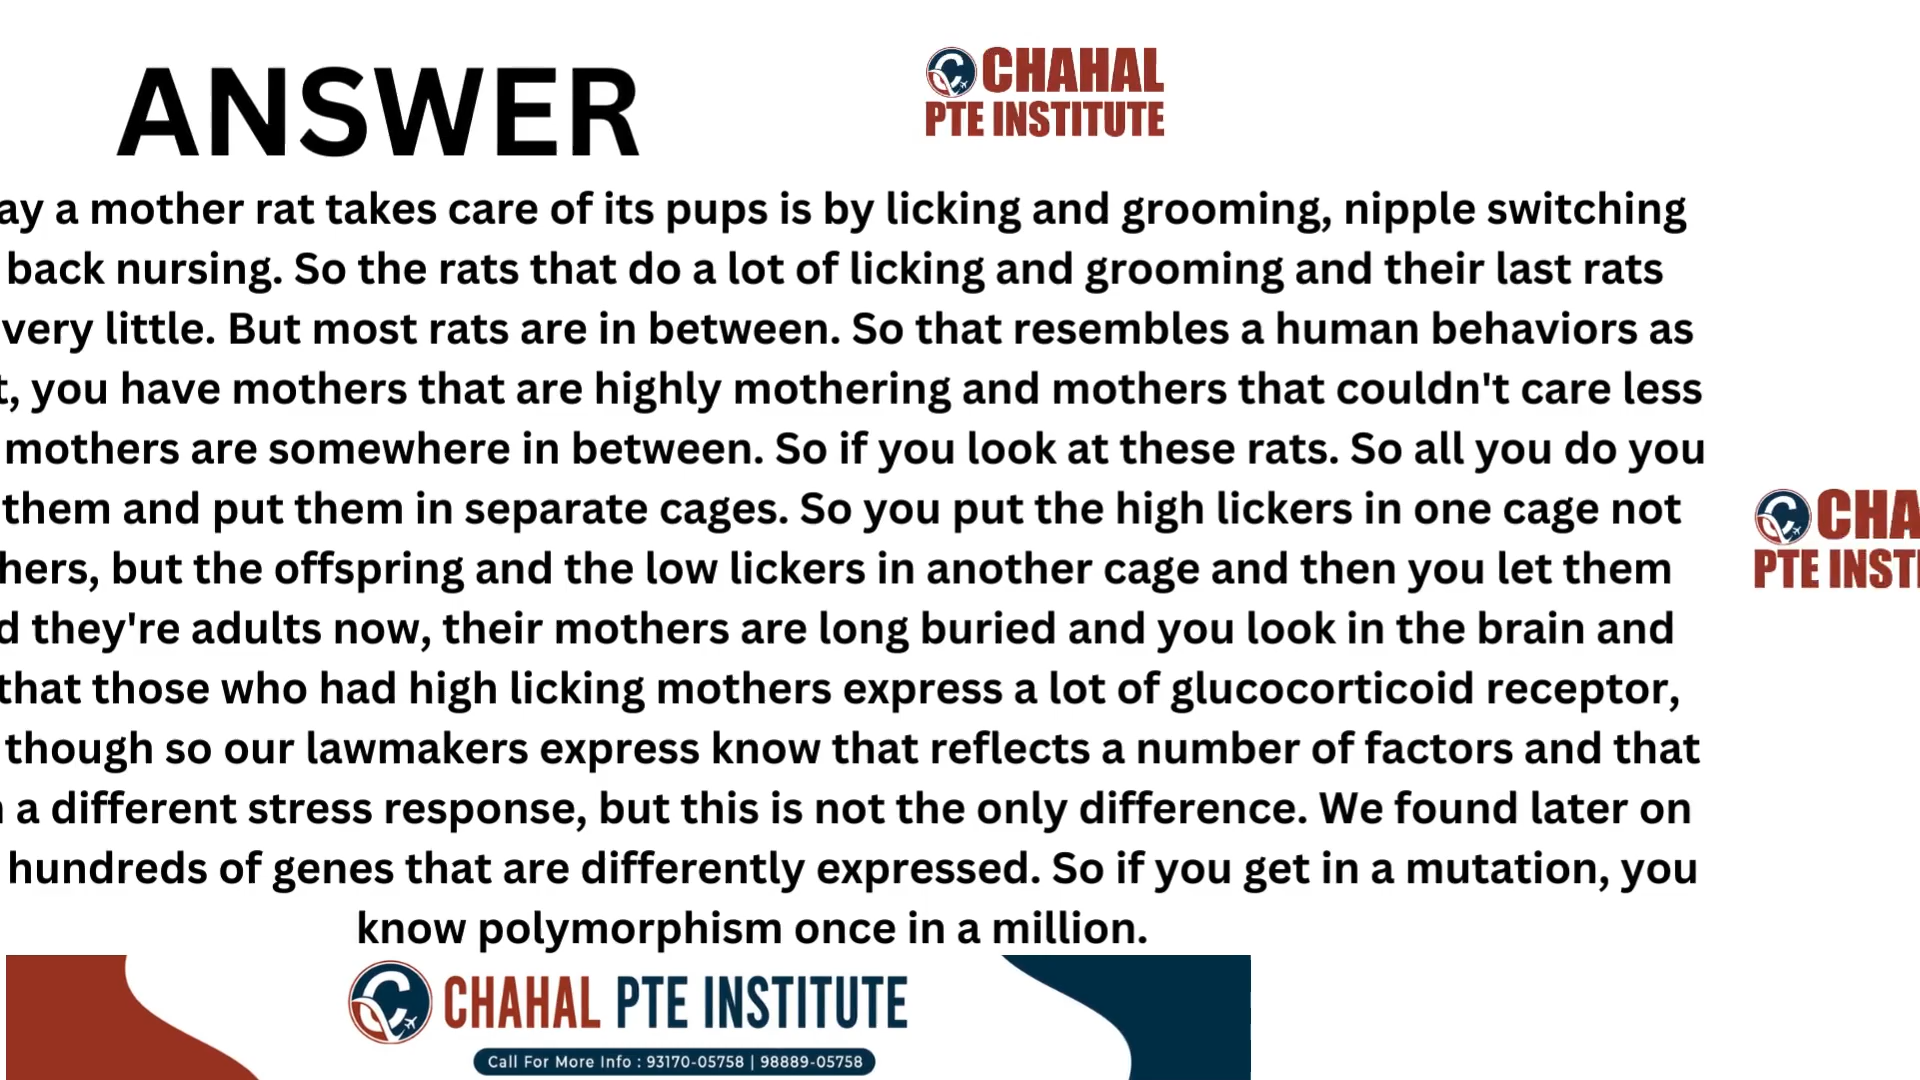 ANSWER
CHAHAL
PTE INSTITUTE
ay a mother rat takes care of its pups is by licking and grooming, nipple switching
back nursing. So the rats that do a lot of licking and grooming and their last rats
very little. But most rats are in between. So that resembles a human behaviors as
t, you have mothers that are highly mothering and mothers that couldn't care less
mothers are somewhere in between. So if you look at these rats. So all you do you
them and put them in separate cages. So you put the high lickers in one cage not
hers, but the offspring and the low lickers in another cage and then you let them
d they're adults now, their mothers are long buried and you look in the brain and
that those who had high licking mothers express a lot of glucocorticoid receptor,
though so our lawmakers express know that reflects a number of factors and that
a different stress response, but this is not the only difference. We found later on
hundreds of genes that are differently expressed. So if you get in a mutation, you
know polymorphism once in a million.
CHA
PTE INSTI
CHAHAL PTE INSTITUTE
Call For More Info : 93170-05758 | 98889-05758